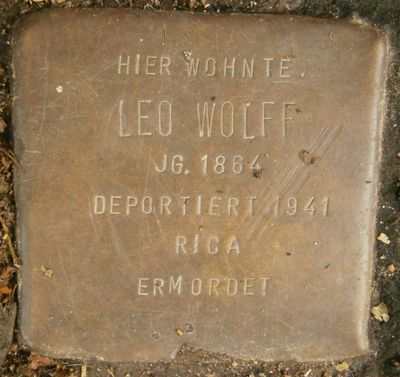 HIER WOHNTE
LEO WOLFF
JG. 1864
DEPORTIERT 1941
RIGA
ERMORDET